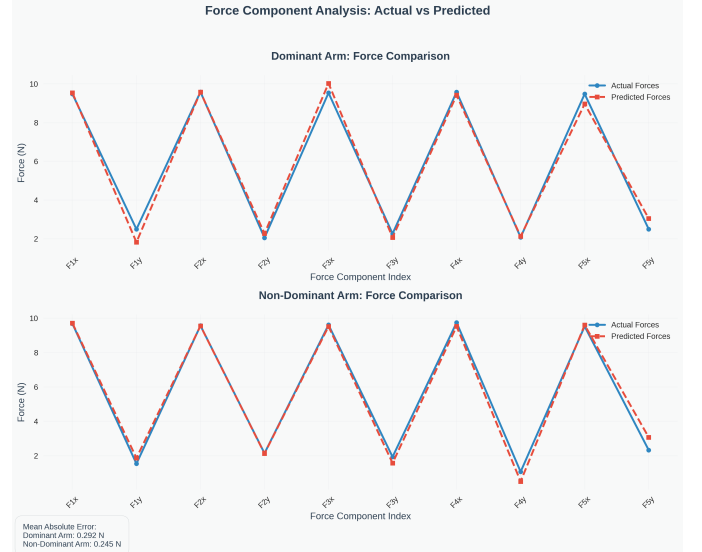 Force Component Analysis: Actual vs Predicted
Dominant Arm: Force Comparison
Actual Forces
Predicted Forces
Force (N)
10
8
6
4
2
F1x F1y F2x F2y F3x F3y F4x F4y F5x F5y
Force Component Index
Non-Dominant Arm: Force Comparison
Actual Forces
Predicted Forces
Force (N)
10
8
6
4
2
F1x F1y F2x F2y F3x F3y F4x F4y F5x F5y
Force Component Index
Mean Absolute Error:
Dominant Arm: 0.292 N
Non-Dominant Arm: 0.245 N